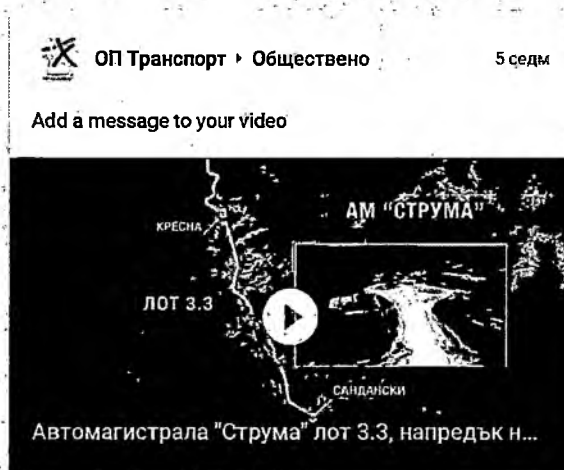 ОП Транспорт ‣ Обществено
5 седм
Add a message to your video
АМ "СТРУМА"
КРЕСНА
ЛОТ 3.3
САНДАНСКИ
Автомагистрала "Струма" лот 3.3, напредък н...